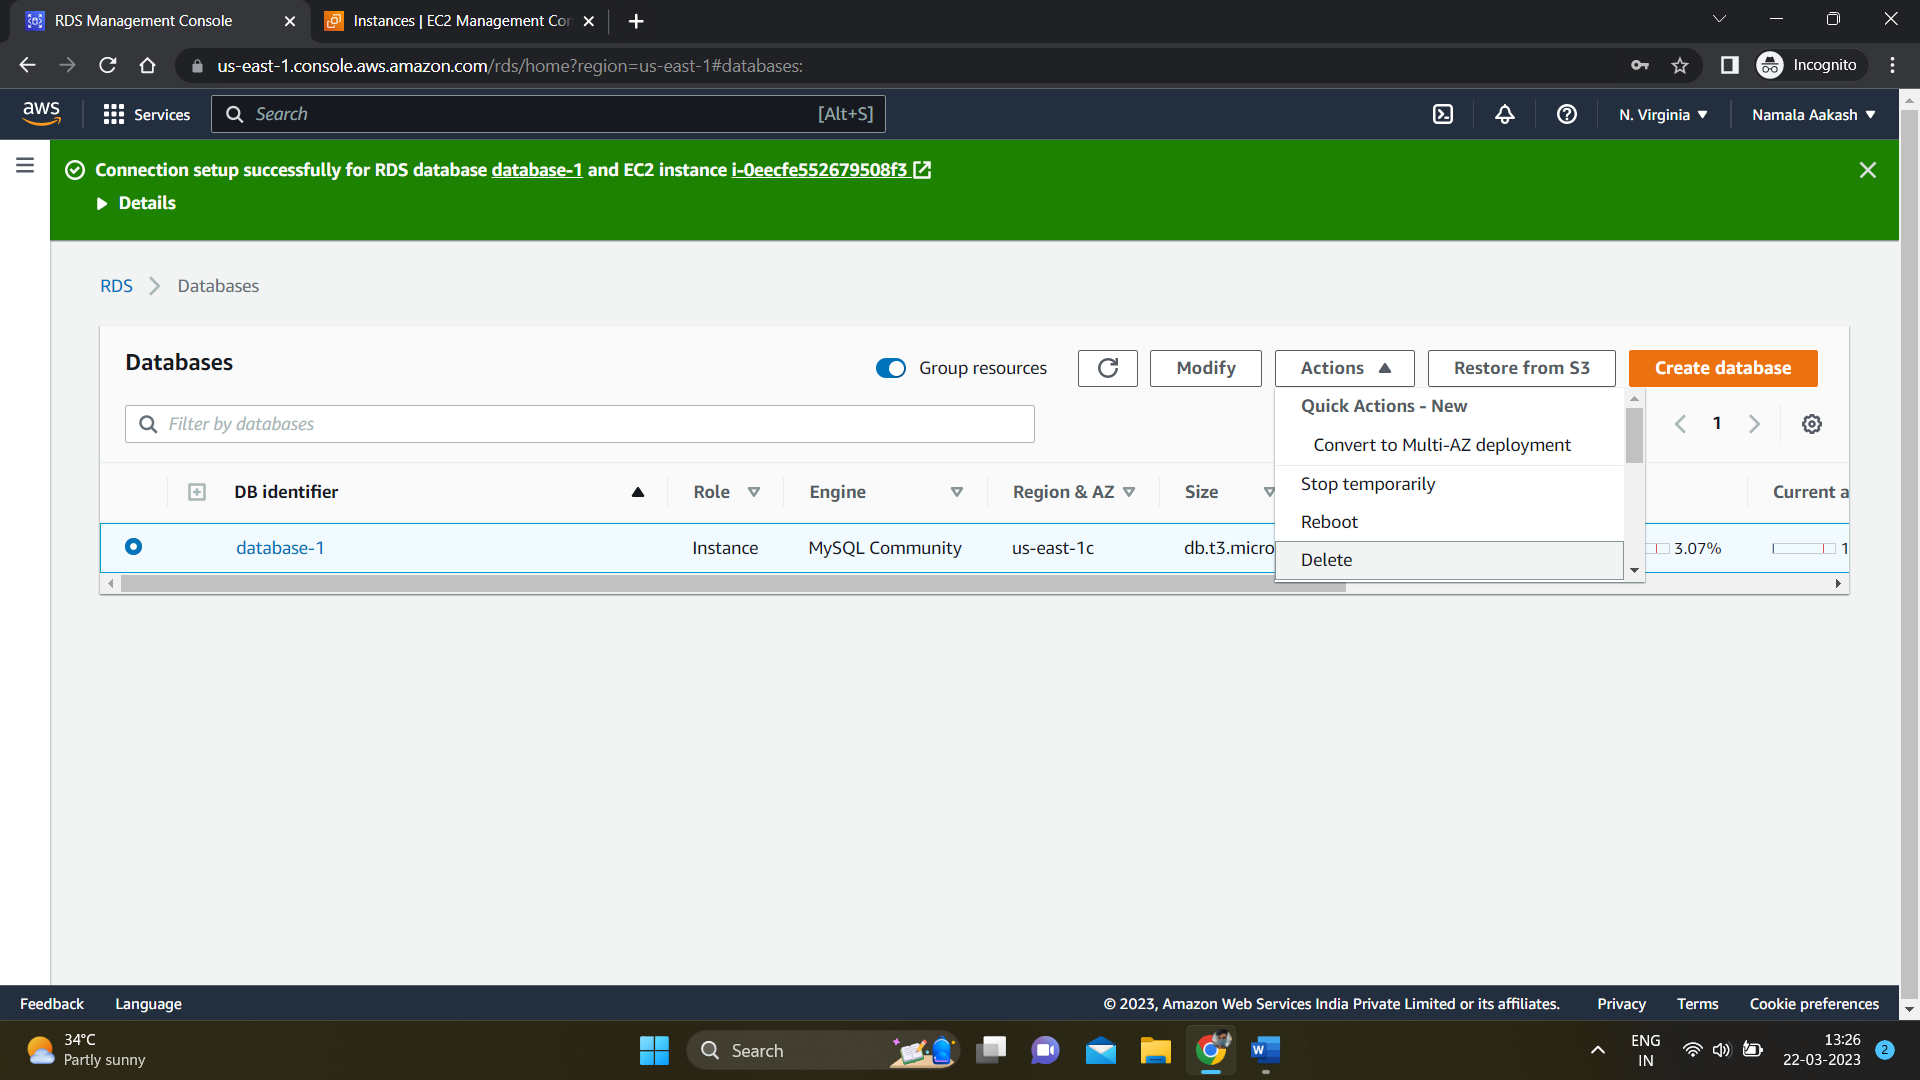 RDS Management Console
Instances | EC2 Management Con
us-east-1.console.aws.amazon.com/rds/home?region=us-east-1#databases:
Incognito
aws
Services
Search
[Alt+S]
N. Virginia
Namala Aakash
Connection setup successfully for RDS database database-1 and EC2 instance i-0eecfe552679508f3
Details
RDS
Databases
Databases
Group resources
Modify
Actions
Restore from S3
Create database
Filter by databases
Quick Actions - New
1
Convert to Multi-AZ deployment
DB identifier
Role
Engine
Region & AZ
Size
Stop temporarily
Current a
Reboot
database-1
Instance
MySQL Community
us-east-1c
db.t3.micro
3.07%
1
Delete
Feedback
Language
© 2023, Amazon Web Services India Private Limited or its affiliates.
Privacy
Terms
Cookie preferences
34°C
Partly sunny
Search
W
ENG
IN
13:26
22-03-2023
2